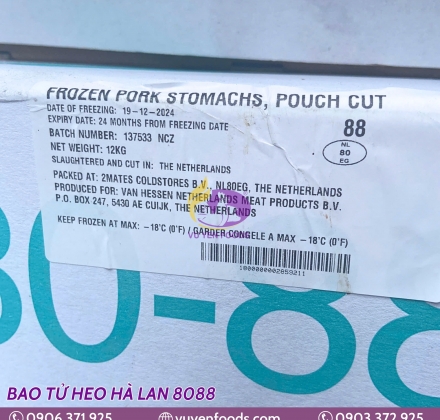 FROZEN PORK STOMACHS, POUCH CUT
DATE OF FREEZING: 19-12-2024
EXPIRY DATE: 24 MONTHS FROM FREEZING DATE
88
BATCH NUMBER: 137533 NCZ
NET WEIGHT: 12KG
NL
80
EG
SLAUGHTERED AND CUT IN: THE NETHERLANDS
PACKED AT: 2MATES COLDSTORES B.V., NL80EG, THE NETHERLANDS
PRODUCED FOR: VAN HESSEN NETHERLANDS MEAT PRODUCTS B.V.
P.O. BOX 247, 5430 AE CUIJK, THE NETHERLANDS
KEEP FROZEN AT MAX: −18°C (0°F) / GARDER CONGELE A MAX −18°C (0°F)
80-88
BAO TỬ HEO HÀ LAN 8088
0906.371.925
vuyenfoods.com
0903.372.925